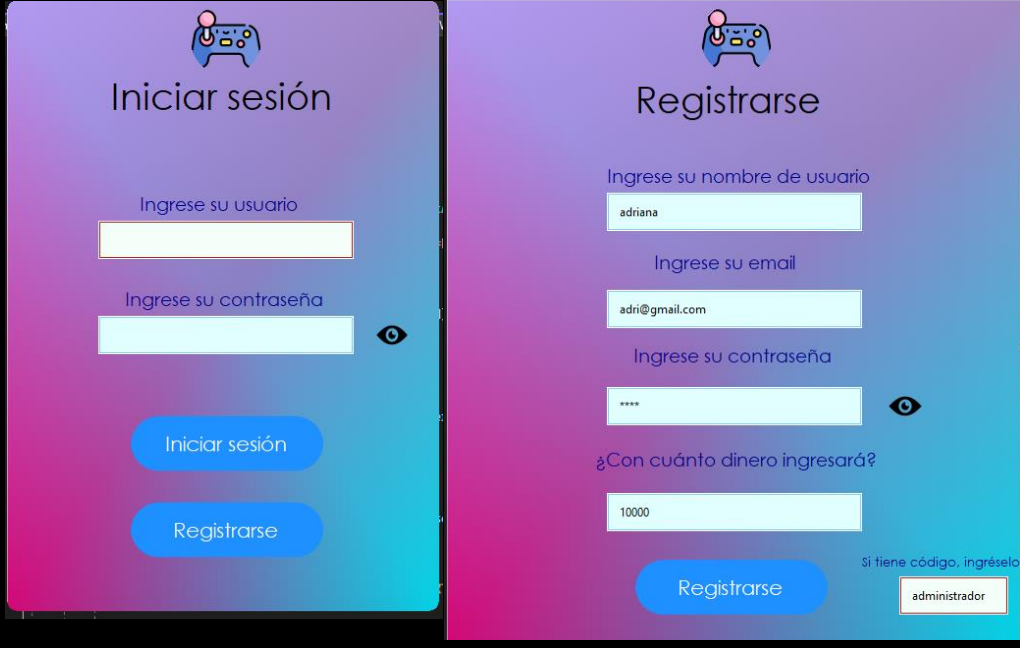 Iniciar sesión
Ingrese su usuario
Ingrese su contraseña
Iniciar sesión
Registrarse
Registrarse
Ingrese su nombre de usuario
adriana
Ingrese su email
adri@gmail.com
Ingrese su contraseña
****
¿Con cuánto dinero ingresará?
10000
Registrarse
Si tiene código, ingréselo
administrador